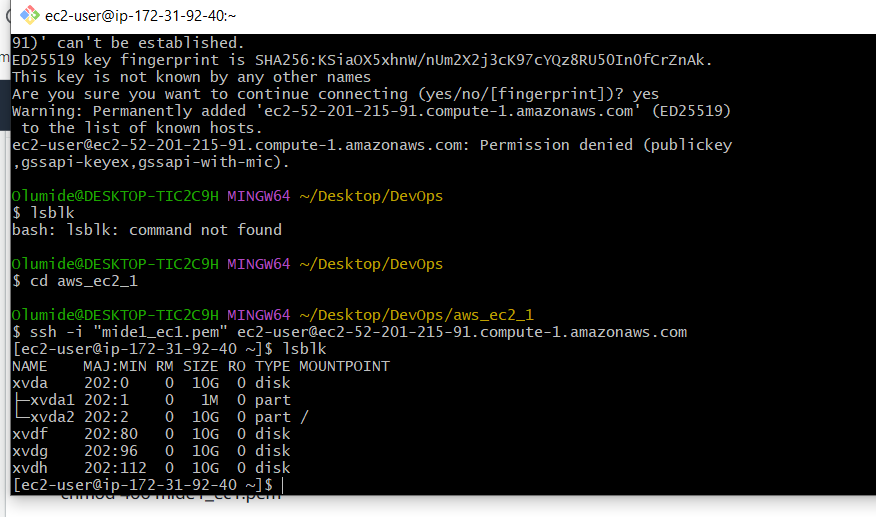 ec2-user@ip-172-31-92-40:~
91)' can't be established.
ED25519 key fingerprint is SHA256:KSiaOX5xhnW/nUm2X2j3cK97cYQz8RU50In0fCrZnAk.
This key is not known by any other names
Are you sure you want to continue connecting (yes/no/[fingerprint])? yes
Warning: Permanently added 'ec2-52-201-215-91.compute-1.amazonaws.com' (ED25519)
 to the list of known hosts.
ec2-user@ec2-52-201-215-91.compute-1.amazonaws.com: Permission denied (publickey
,gssapi-keyex,gssapi-with-mic).
Olumide@DESKTOP-TIC2C9H MINGW64 ~/Desktop/DevOps
$ lsblk
bash: lsblk: command not found
Olumide@DESKTOP-TIC2C9H MINGW64 ~/Desktop/DevOps
$ cd aws_ec2_1
Olumide@DESKTOP-TIC2C9H MINGW64 ~/Desktop/DevOps/aws_ec2_1
$ ssh -i "mide1_ec1.pem" ec2-user@ec2-52-201-215-91.compute-1.amazonaws.com
[ec2-user@ip-172-31-92-40 ~]$ lsblk
NAME    MAJ:MIN RM SIZE RO TYPE MOUNTPOINT
xvda    202:0    0  10G  0 disk
├─xvda1 202:1    0   1M  0 part
└─xvda2 202:2    0  10G  0 part /
xvdf    202:80   0  10G  0 disk
xvdg    202:96   0  10G  0 disk
xvdh    202:112  0  10G  0 disk
[ec2-user@ip-172-31-92-40 ~]$